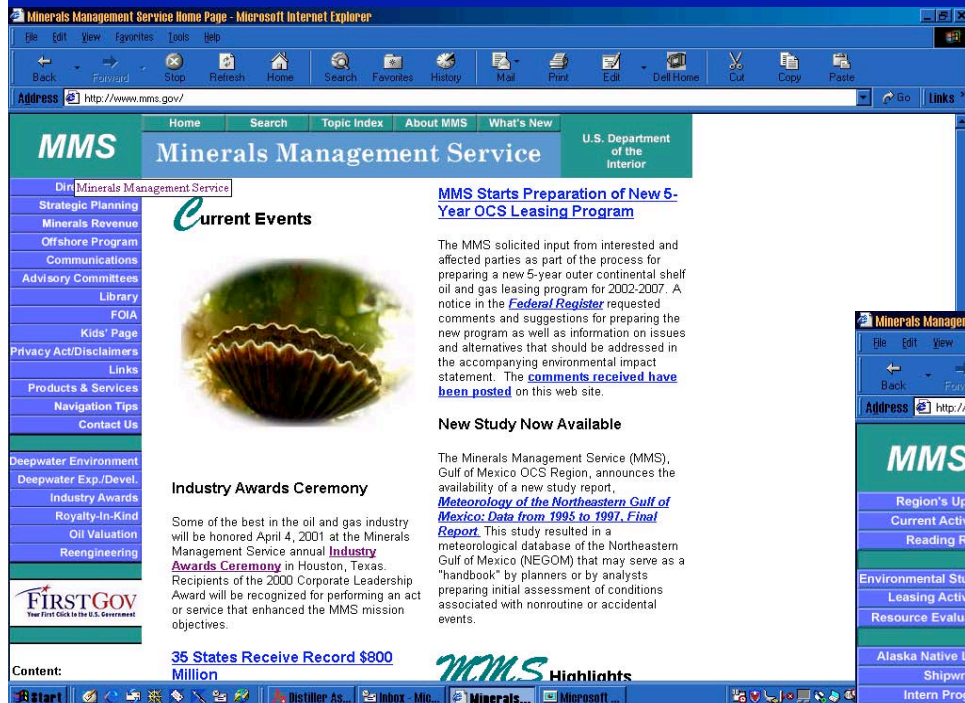 Minerals Management Service Home Page - Microsoft Internet Explorer
File Edit View Favorites Tools Help
Back Forward Stop Refresh Home Search Favorites History Mail Print Edit Dell Home Cut Copy Paste
Address http://www.mms.gov/ Go Links
MMS
Home Search Topic Index About MMS What's New
Minerals Management Service
U.S. Department
of the
Interior
Minerals Management Service
Strategic Planning
Minerals Revenue
Offshore Program
Communications
Advisory Committees
Library
FOIA
Kids' Page
Privacy Act/Disclaimers
Links
Products & Services
Navigation Tips
Contact Us
Deepwater Environment
Deepwater Exp./Devel.
Industry Awards
Royalty-In-Kind
Oil Valuation
Reengineering
FIRSTGOV
Your First Click to the U.S. Government
Content:
Current Events
Industry Awards Ceremony
Some of the best in the oil and gas industry
will be honored April 4, 2001 at the Minerals
Management Service annual Industry
Awards Ceremony in Houston, Texas.
Recipients of the 2000 Corporate Leadership
Award will be recognized for performing an act
or service that enhanced the MMS mission
objectives.
35 States Receive Record $800
Million
MMS Starts Preparation of New 5-
Year OCS Leasing Program
The MMS solicited input from interested and
affected parties as part of the process for
preparing a new 5-year outer continental shelf
oil and gas leasing program for 2002-2007. A
notice in the Federal Register requested
comments and suggestions for preparing the
new program as well as information on issues
and alternatives that should be addressed in
the accompanying environmental impact
statement. The comments received have
been posted on this web site.
New Study Now Available
The Minerals Management Service (MMS),
Gulf of Mexico OCS Region, announces the
availability of a new study report,
Meteorology of the Northeastern Gulf of
Mexico: Data from 1995 to 1997, Final
Report. This study resulted in a
meteorological database of the Northeastern
Gulf of Mexico (NEGOM) that may serve as a
"handbook" by planners or by analysts
preparing initial assessment of conditions
associated with nonroutine or accidental
events.
MMS Highlights
Minerals Manager
File Edit View
Back
Address http:/
MMS
Region's Up
Current Activ
Reading R
Environmental Stu
Leasing Activ
Resource Evalua
Alaska Native L
Shipwr
Intern Prog
Start Distiller As... Inbox - Mic... Minerals... Microsoft ...